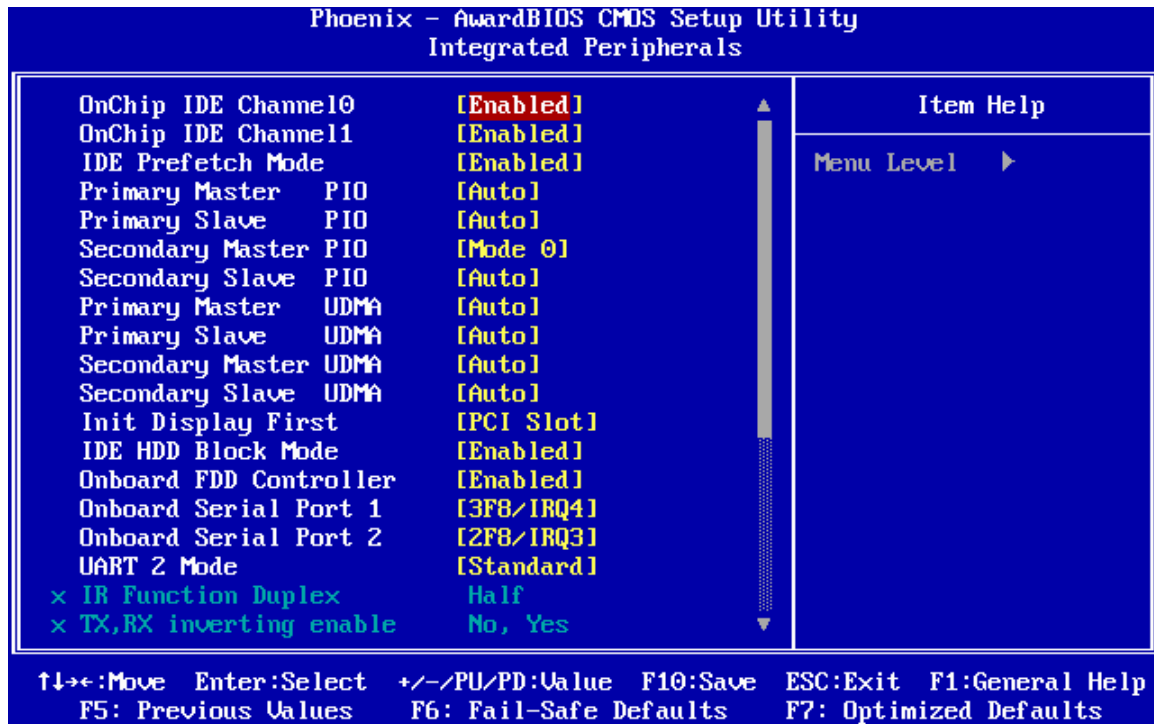 Phoenix - AwardBIOS CMOS Setup Utility
Integrated Peripherals
OnChip IDE Channel0 [Enabled]
OnChip IDE Channel1 [Enabled]
IDE Prefetch Mode [Enabled]
Primary Master PIO [Auto]
Primary Slave PIO [Auto]
Secondary Master PIO [Mode 0]
Secondary Slave PIO [Auto]
Primary Master UDMA [Auto]
Primary Slave UDMA [Auto]
Secondary Master UDMA [Auto]
Secondary Slave UDMA [Auto]
Init Display First [PCI Slot]
IDE HDD Block Mode [Enabled]
Onboard FDD Controller [Enabled]
Onboard Serial Port 1 [3F8/IRQ4]
Onboard Serial Port 2 [2F8/IRQ3]
UART 2 Mode [Standard]
x IR Function Duplex Half
x TX,RX inverting enable No, Yes
Item Help
Menu Level ▶
↑↓→←:Move Enter:Select +/-/PU/PD:Value F10:Save ESC:Exit F1:General Help
F5: Previous Values F6: Fail-Safe Defaults F7: Optimized Defaults